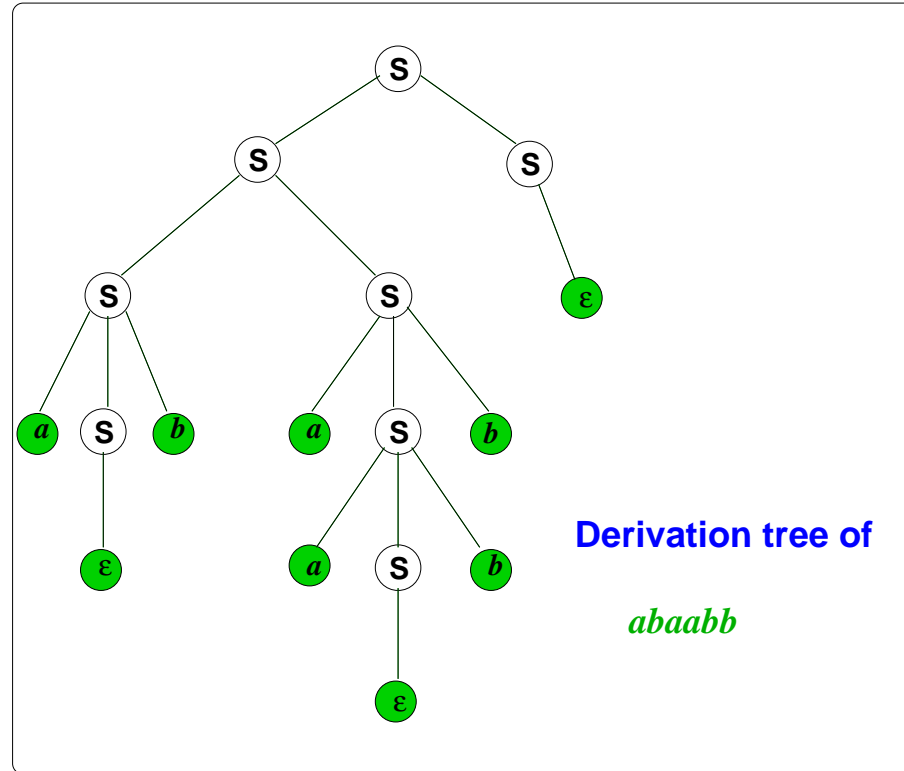 S
S S
S S ε
a S b a S b
ε a S b
ε
Derivation tree of
abaabb